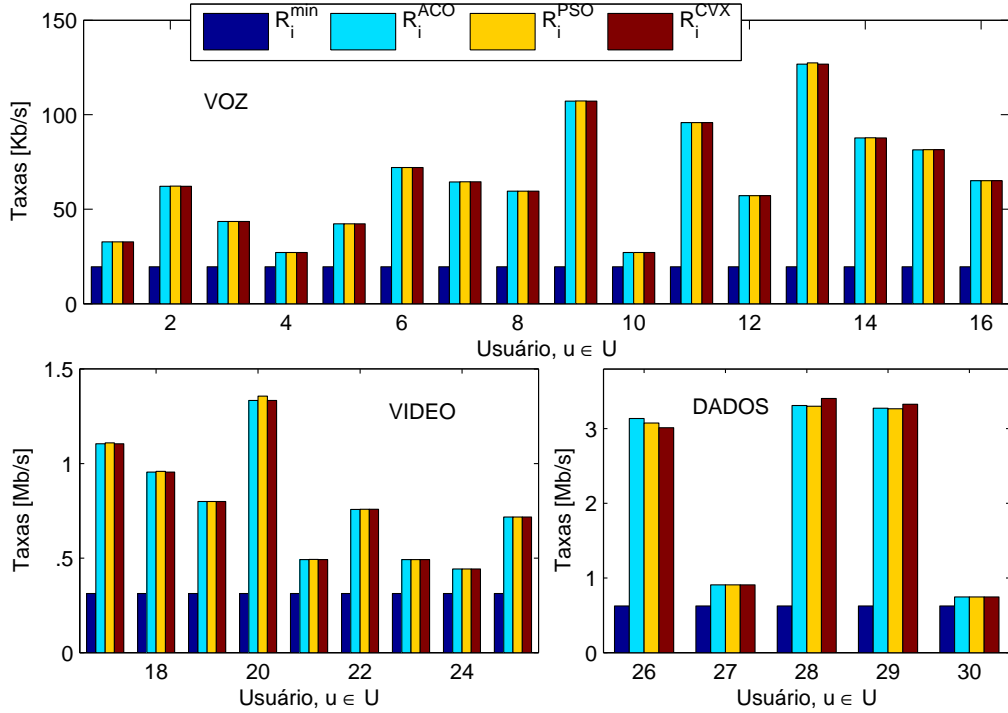 R_i^min R_i^ACO R_i^PSO R_i^CVX
VOZ
Taxas [Kb/s]
150
100
50
0
2 4 6 8 10 12 14 16
Usuário, u ∈ U
VIDEO
Taxas [Mb/s]
1.5
1
.5
0
18 20 22 24
Usuário, u ∈ U
DADOS
Taxas [Mb/s]
3
2
1
0
26 27 28 29 30
Usuário, u ∈ U